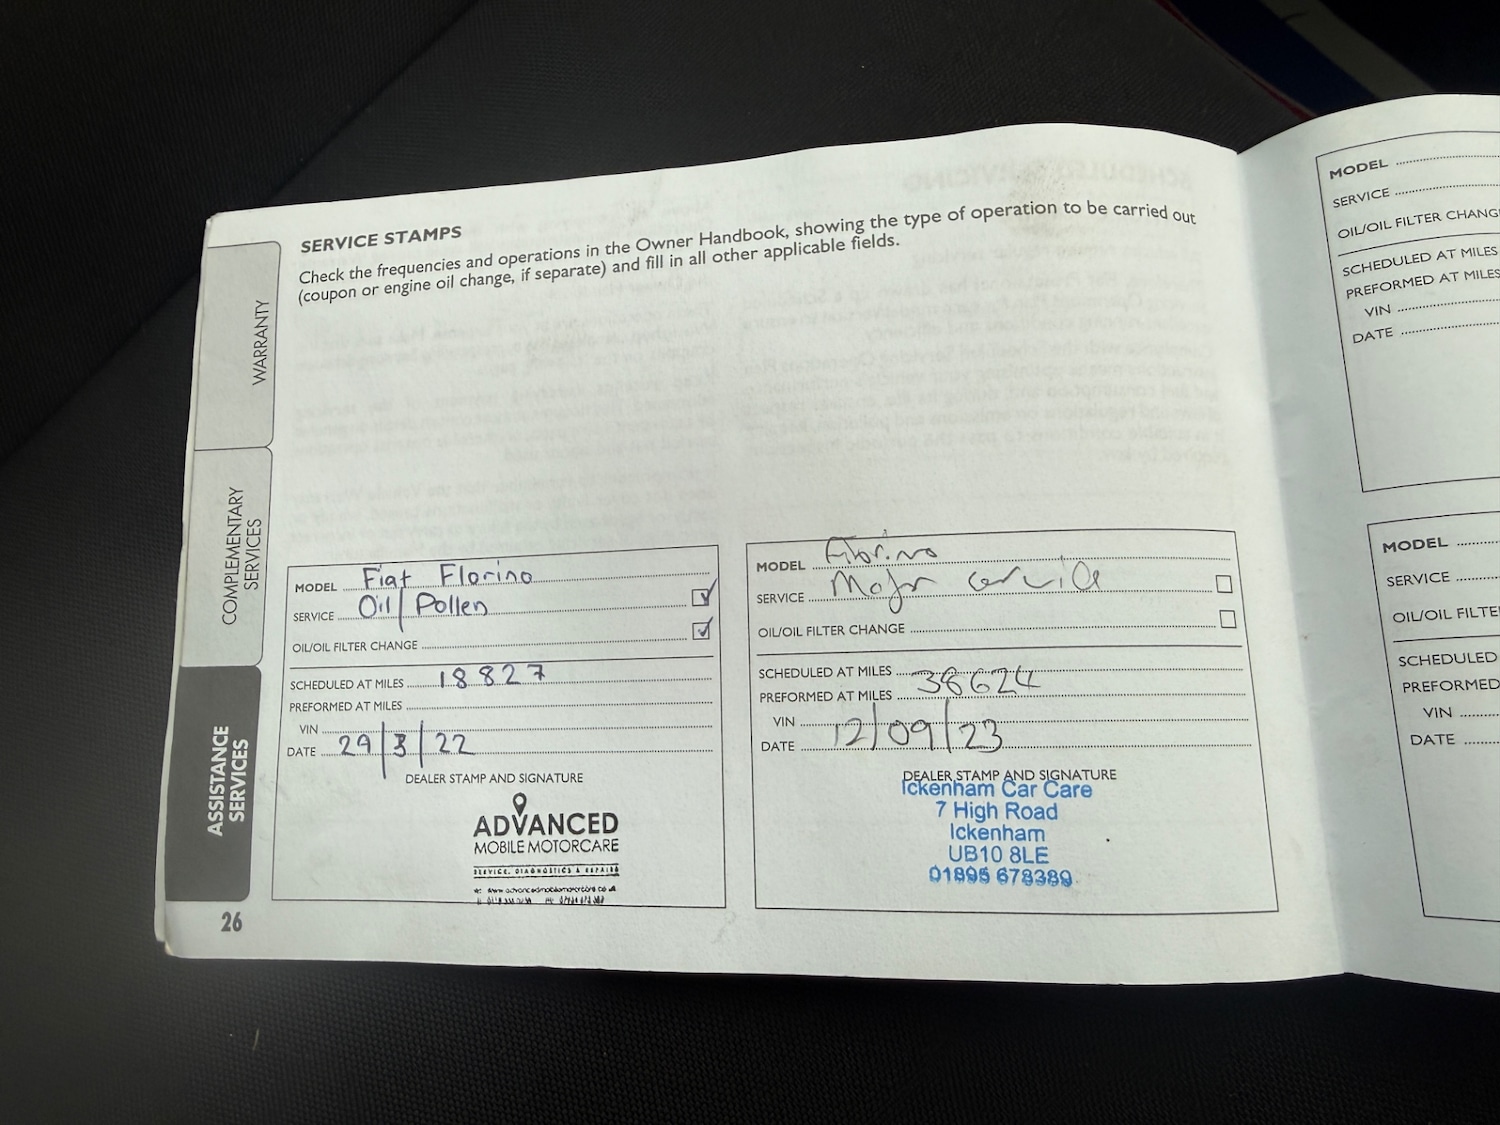 SERVICE STAMPS
Check the frequencies and operations in the Owner Handbook, showing the type of operation to be carried out
(coupon or engine oil change, if separate) and fill in all other applicable fields.
WARRANTY
COMPLEMENTARY
SERVICES
ASSISTANCE
SERVICES
26
MODEL Fiat Florino
SERVICE Oil/Pollen
OIL/OIL FILTER CHANGE
SCHEDULED AT MILES 18827
PREFORMED AT MILES
VIN
DATE 29/3/22
DEALER STAMP AND SIGNATURE
ADVANCED
MOBILE MOTORCARE
SERVICE, DIAGNOSTICS & REPAIRS
MODEL Fiorino
SERVICE Major service
OIL/OIL FILTER CHANGE
SCHEDULED AT MILES
PREFORMED AT MILES 38624
VIN
DATE 12/09/23
DEALER STAMP AND SIGNATURE
Ickenham Car Care
7 High Road
Ickenham
UB10 8LE
01895 678389
MODEL
SERVICE
OIL/OIL FILTER CHANG
SCHEDULED AT MILES
PREFORMED AT MILES
VIN
DATE
MODEL
SERVICE
OIL/OIL FILTE
SCHEDULED
PREFORMED
VIN
DATE